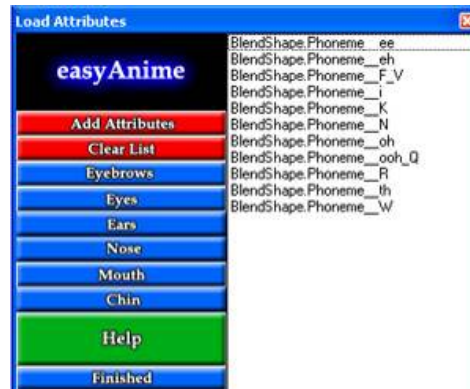 Load Attributes
easyAnime
Add Attributes
Clear List
Eyebrows
Eyes
Ears
Nose
Mouth
Chin
Help
Finished
BlendShape.Phoneme__ee
BlendShape.Phoneme__eh
BlendShape.Phoneme__F_V
BlendShape.Phoneme__i
BlendShape.Phoneme__K
BlendShape.Phoneme__N
BlendShape.Phoneme__oh
BlendShape.Phoneme__ooh_Q
BlendShape.Phoneme__R
BlendShape.Phoneme__th
BlendShape.Phoneme__W